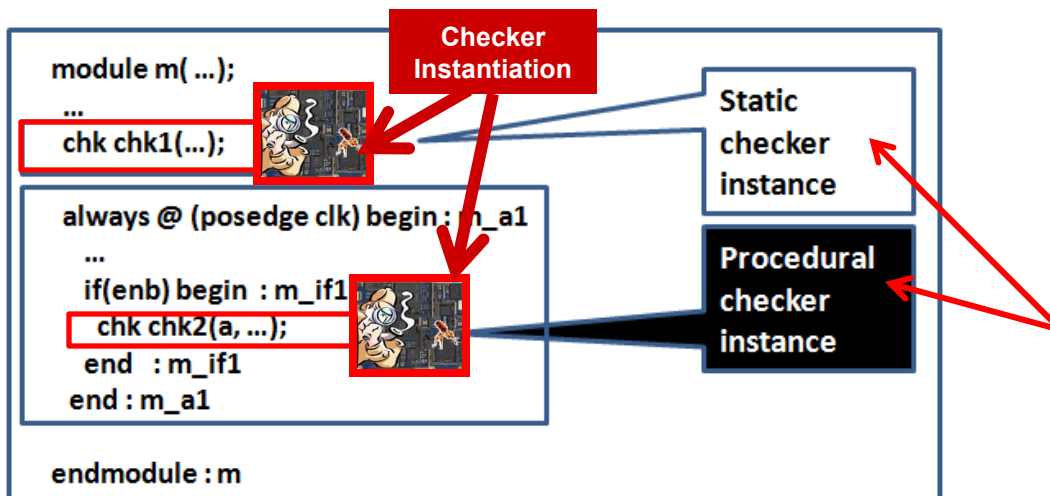 Checker
Instantiation
module m( ...);
...
chk chk1(...);
Static
checker
instance
always @ (posedge clk) begin : m_a1
...
if(enb) begin : m_if1
chk chk2(a, ...);
end : m_if1
end : m_a1
Procedural
checker
instance
endmodule : m